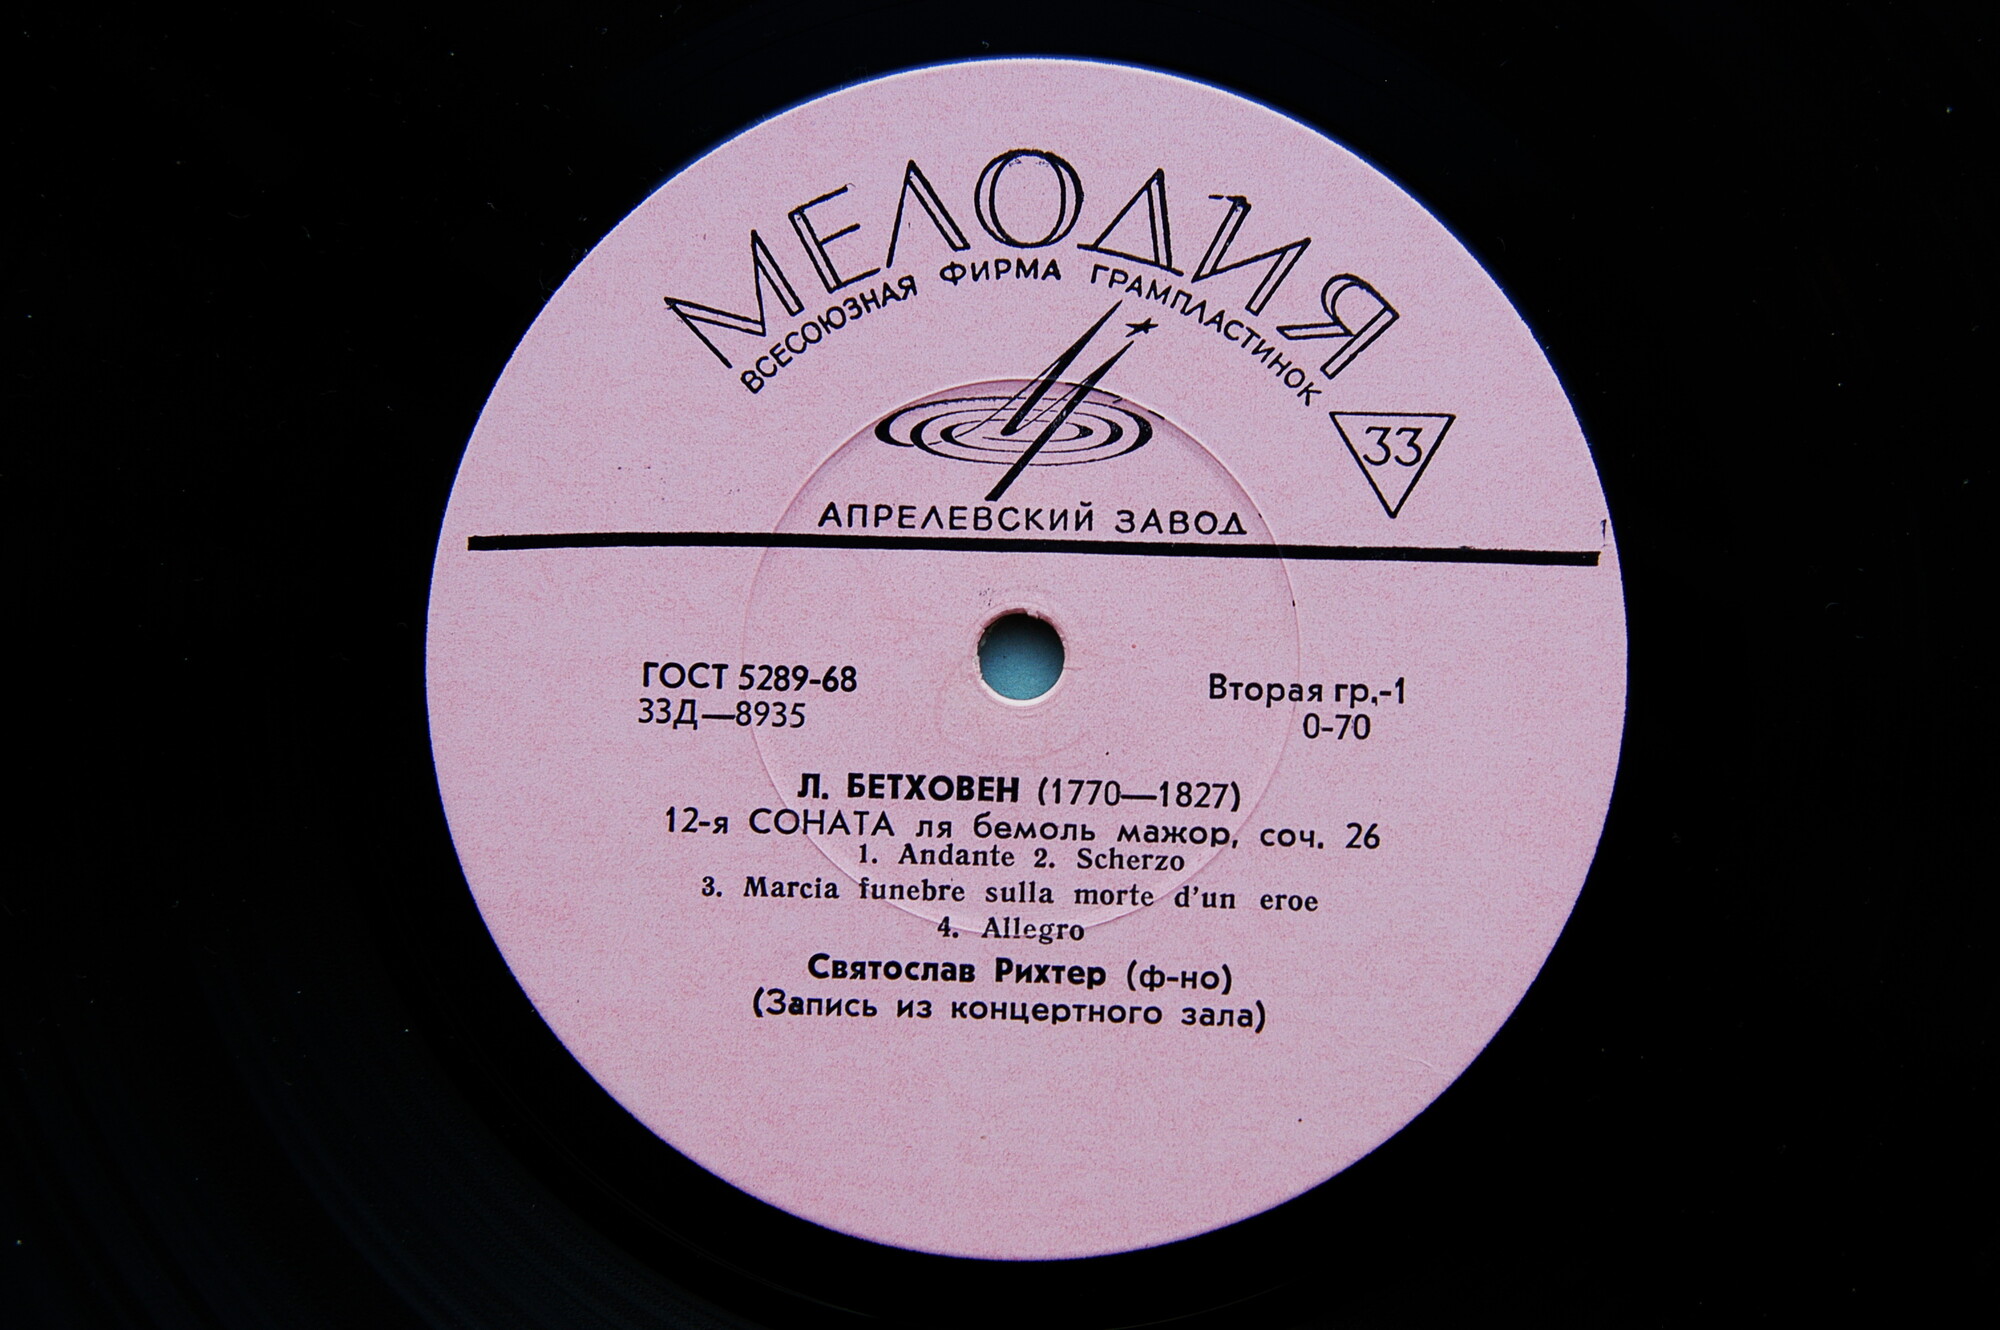 МЕЛОДИЯ
ВСЕСОЮЗНАЯ ФИРМА ГРАМПЛАСТИНОК
33
АПРЕЛЕВСКИЙ ЗАВОД
ГОСТ 5289-68
33Д—8935
Вторая гр.-1
0-70
Л. БЕТХОВЕН (1770—1827)
12-я СОНАТА ля бемоль мажор, соч. 26
1. Andante 2. Scherzo
3. Marcia funebre sulla morte d'un eroe
4. Allegro
Святослав Рихтер (ф-но)
(Запись из концертного зала)